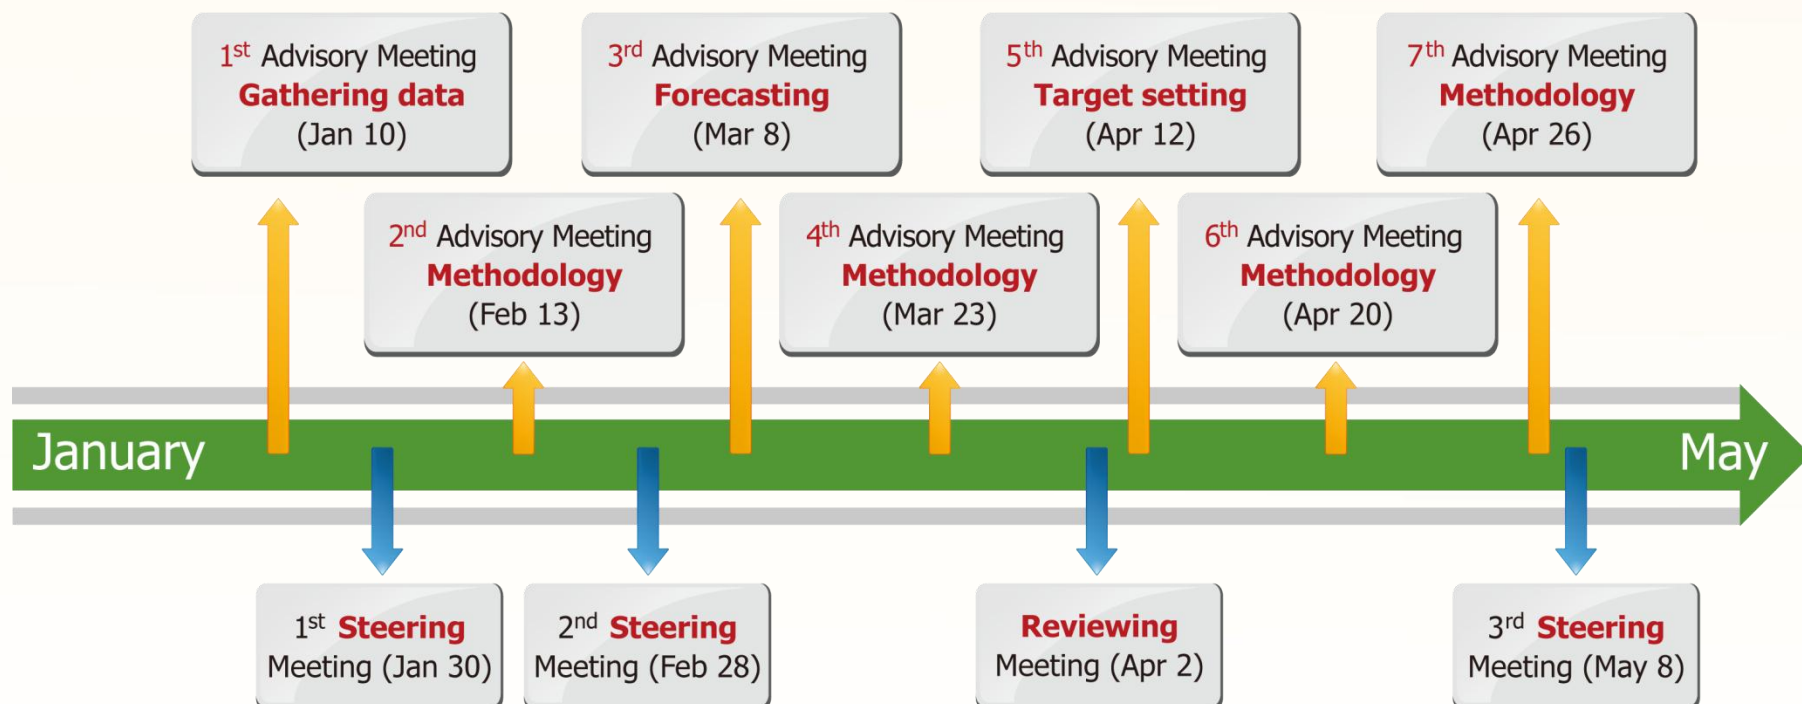 1st Advisory Meeting
Gathering data
(Jan 10)
3rd Advisory Meeting
Forecasting
(Mar 8)
5th Advisory Meeting
Target setting
(Apr 12)
7th Advisory Meeting
Methodology
(Apr 26)
2nd Advisory Meeting
Methodology
(Feb 13)
4th Advisory Meeting
Methodology
(Mar 23)
6th Advisory Meeting
Methodology
(Apr 20)
January
May
1st Steering
Meeting (Jan 30)
2nd Steering
Meeting (Feb 28)
Reviewing
Meeting (Apr 2)
3rd Steering
Meeting (May 8)